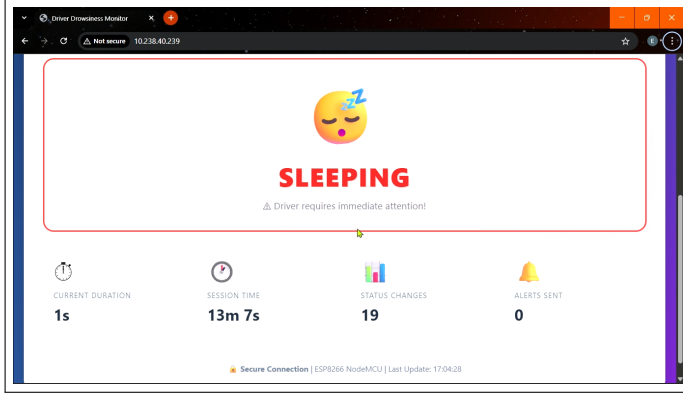 Driver Drowsiness Monitor
Not secure 10.238.40.239
E
SLEEPING
⚠ Driver requires immediate attention!
CURRENT DURATION
1s
SESSION TIME
13m 7s
STATUS CHANGES
19
ALERTS SENT
0
Secure Connection | ESP8266 NodeMCU | Last Update: 17:04:28